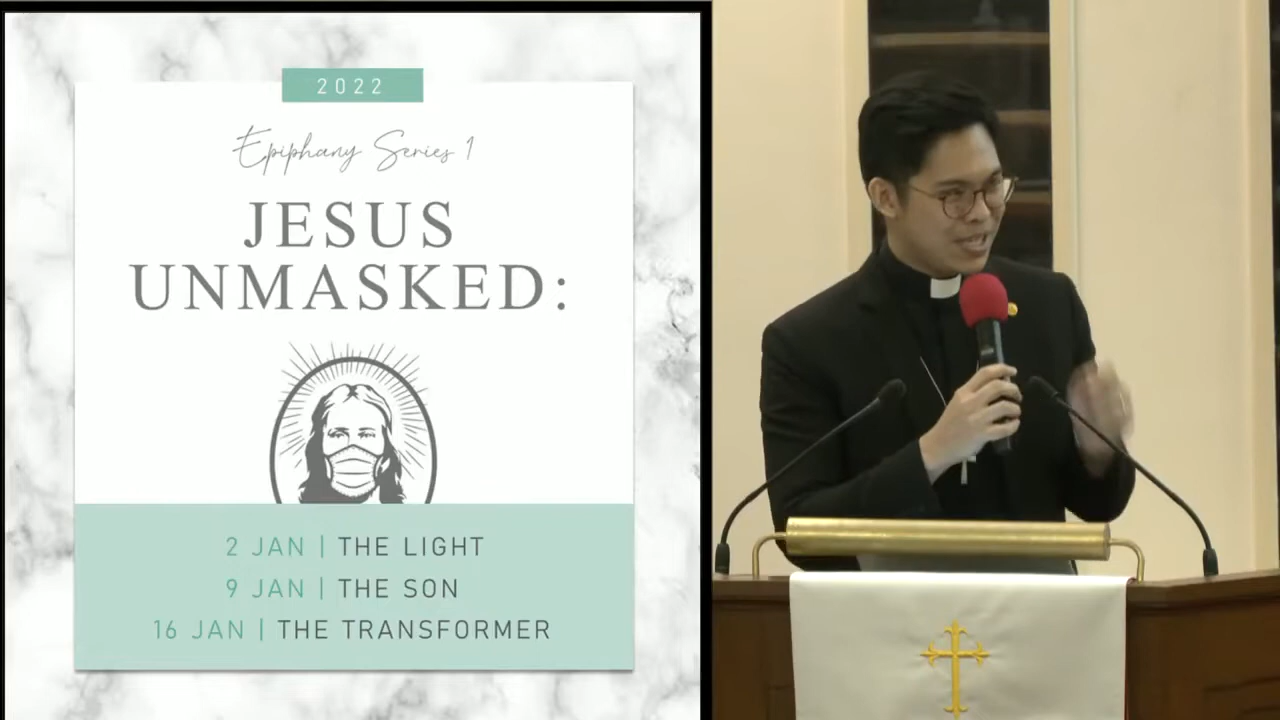 2022
Epiphany Series 1
JESUS
UNMASKED:
2 JAN | THE LIGHT
9 JAN | THE SON
16 JAN | THE TRANSFORMER